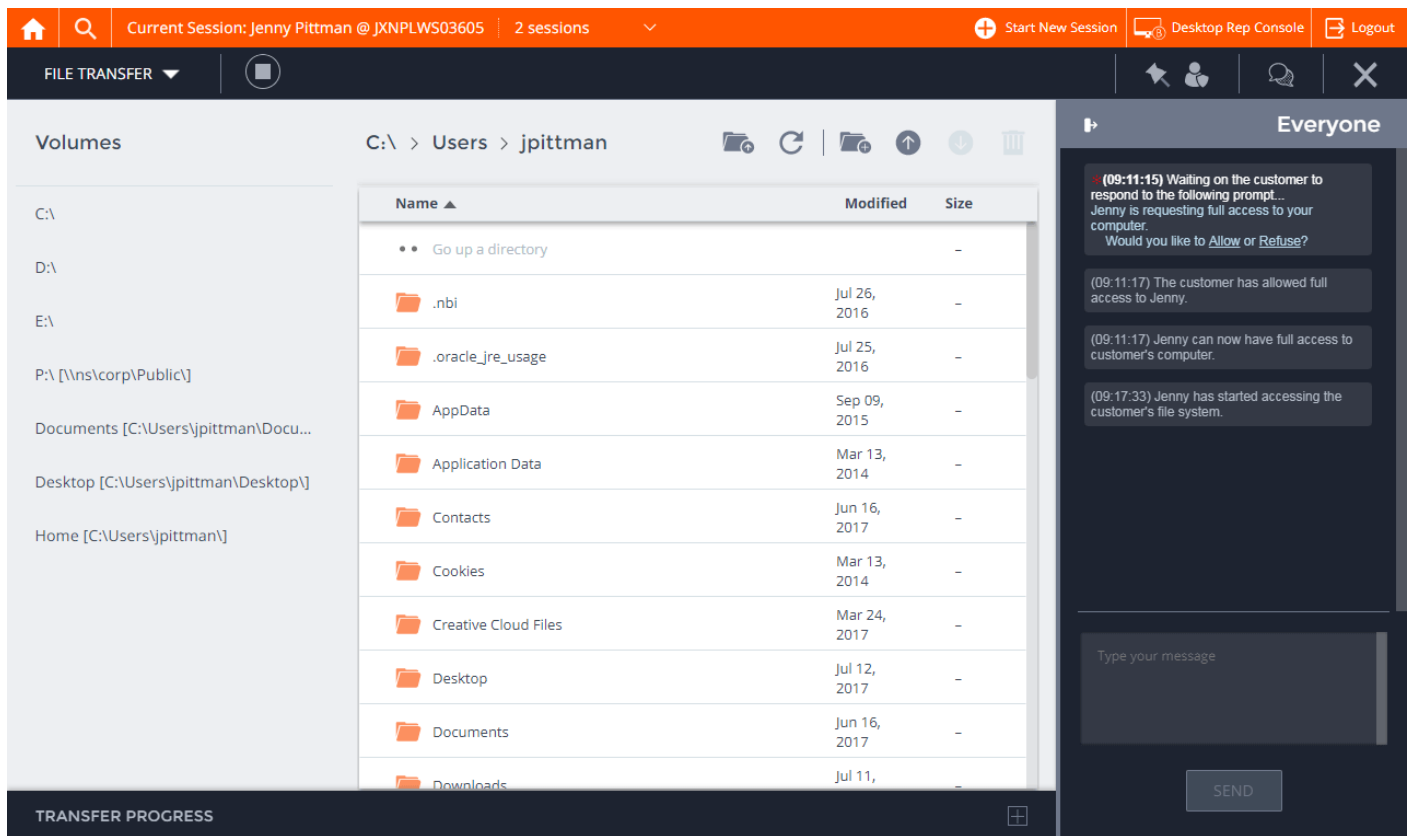 Current Session: Jenny Pittman @ JXNPLWS03605 2 sessions Start New Session Desktop Rep Console Logout
FILE TRANSFER
Volumes
C:\
D:\
E:\
P:\ [\\ns\corp\Public\]
Documents [C:\Users\jpittman\Docu...
Desktop [C:\Users\jpittman\Desktop\]
Home [C:\Users\jpittman\]
C:\ > Users > jpittman
Name Modified Size
Go up a directory –
.nbi Jul 26, 2016 –
.oracle_jre_usage Jul 25, 2016 –
AppData Sep 09, 2015 –
Application Data Mar 13, 2014 –
Contacts Jun 16, 2017 –
Cookies Mar 13, 2014 –
Creative Cloud Files Mar 24, 2017 –
Desktop Jul 12, 2017 –
Documents Jun 16, 2017 –
Downloads Jul 11, –
TRANSFER PROGRESS
Everyone
(09:11:15) Waiting on the customer to
respond to the following prompt...
Jenny is requesting full access to your
computer.
Would you like to Allow or Refuse?
(09:11:17) The customer has allowed full
access to Jenny.
(09:11:17) Jenny can now have full access to
customer's computer.
(09:17:33) Jenny has started accessing the
customer's file system.
Type your message
SEND